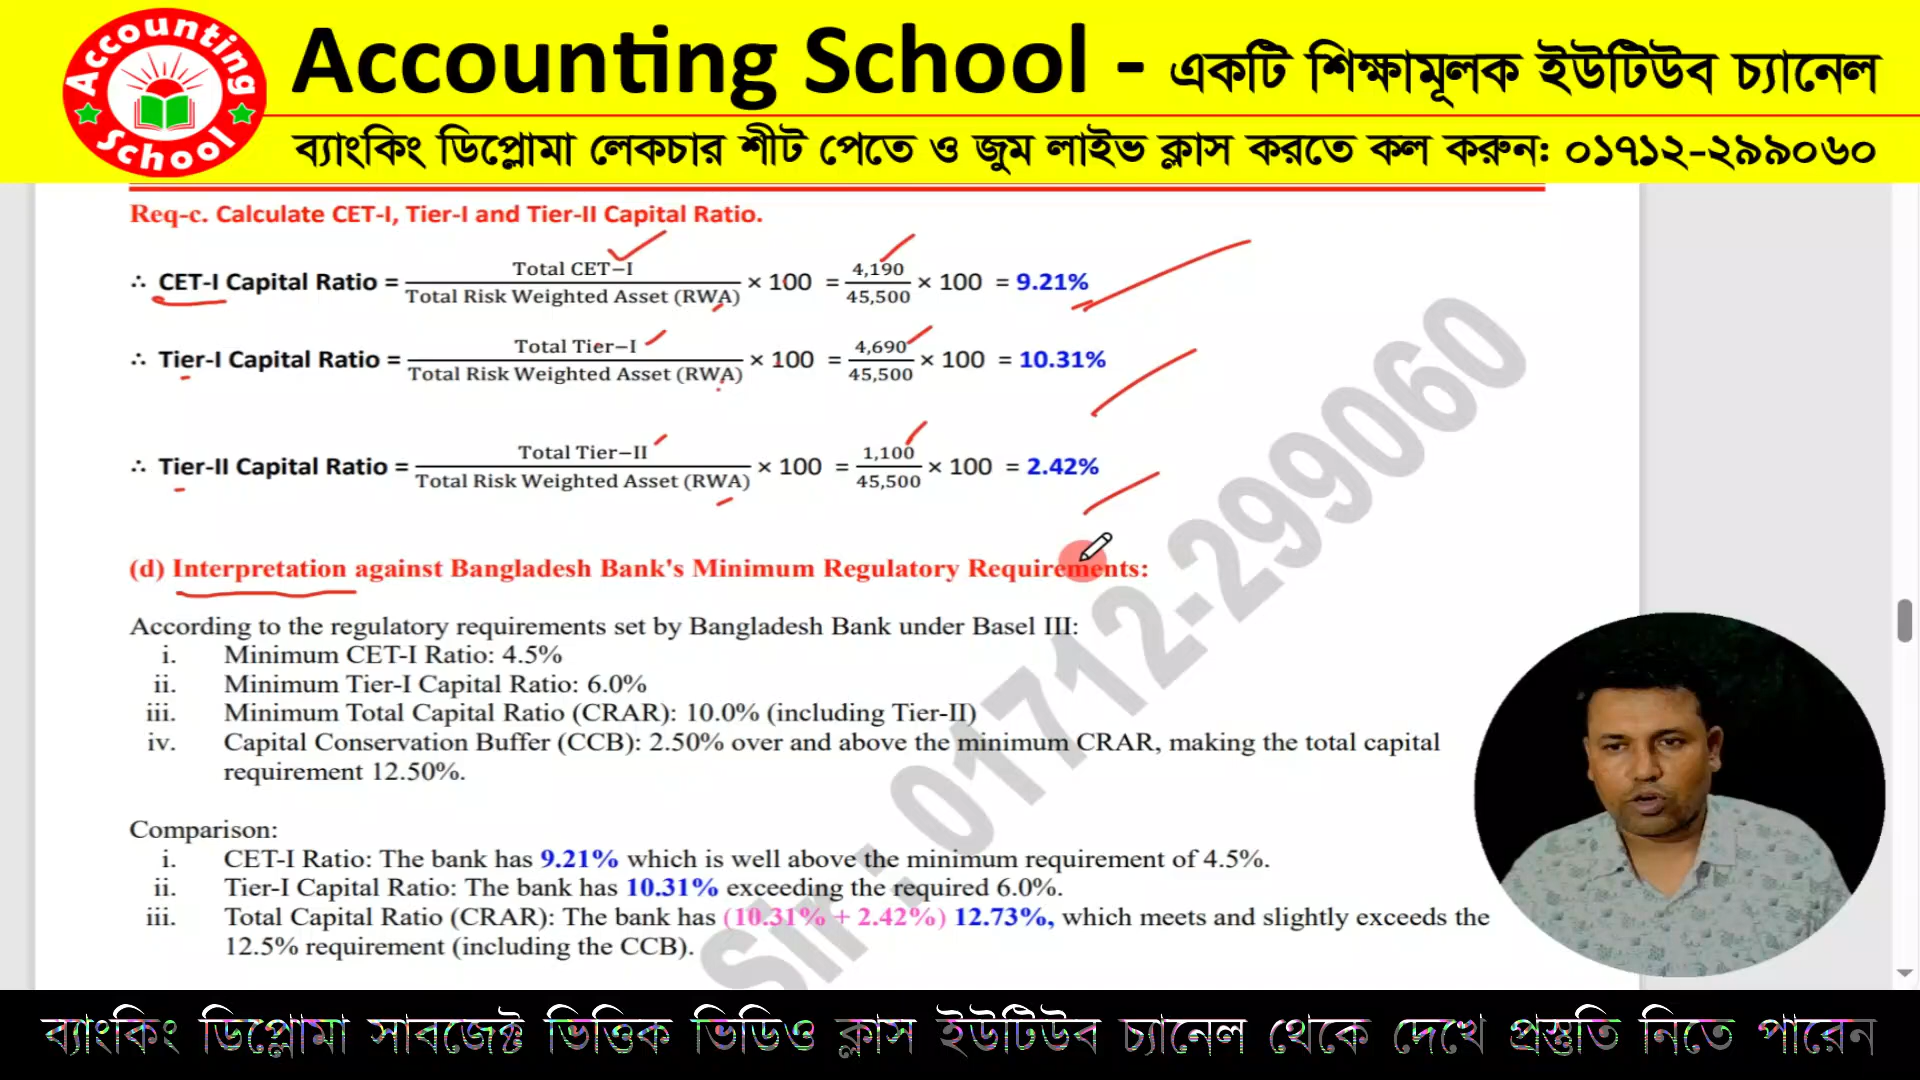 Accounting School
Accounting School - একটি শিক্ষামূলক ইউটিউব চ্যানেল
ব্যাংকিং ডিপ্লোমা লেকচার শীট পেতে ও জুম লাইভ ক্লাস করতে কল করুন: ০১৭১২-২৯৯০৬০
Req-c. Calculate CET-I, Tier-I and Tier-II Capital Ratio.
∴ CET-I Capital Ratio = Total CET−I / Total Risk Weighted Asset (RWA) × 100 = 4,190 / 45,500 × 100 = 9.21%
∴ Tier-I Capital Ratio = Total Tier−I / Total Risk Weighted Asset (RWA) × 100 = 4,690 / 45,500 × 100 = 10.31%
∴ Tier-II Capital Ratio = Total Tier−II / Total Risk Weighted Asset (RWA) × 100 = 1,100 / 45,500 × 100 = 2.42%
(d) Interpretation against Bangladesh Bank's Minimum Regulatory Requirements:
According to the regulatory requirements set by Bangladesh Bank under Basel III:
i. Minimum CET-I Ratio: 4.5%
ii. Minimum Tier-I Capital Ratio: 6.0%
iii. Minimum Total Capital Ratio (CRAR): 10.0% (including Tier-II)
iv. Capital Conservation Buffer (CCB): 2.50% over and above the minimum CRAR, making the total capital
requirement 12.50%.
Comparison:
i. CET-I Ratio: The bank has 9.21% which is well above the minimum requirement of 4.5%.
ii. Tier-I Capital Ratio: The bank has 10.31% exceeding the required 6.0%.
iii. Total Capital Ratio (CRAR): The bank has (10.31% + 2.42%) 12.73%, which meets and slightly exceeds the
12.5% requirement (including the CCB).
Sir : 01712-299060
ব্যাংকিং ডিপ্লোমা সাবজেক্ট ভিত্তিক ভিডিও ক্লাস ইউটিউব চ্যানেল থেকে দেখে প্রস্তুতি নিতে পারেন